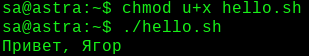 sa@astra:~$ chmod u+x hello.sh
sa@astra:~$ ./hello.sh
Привет, Ягор